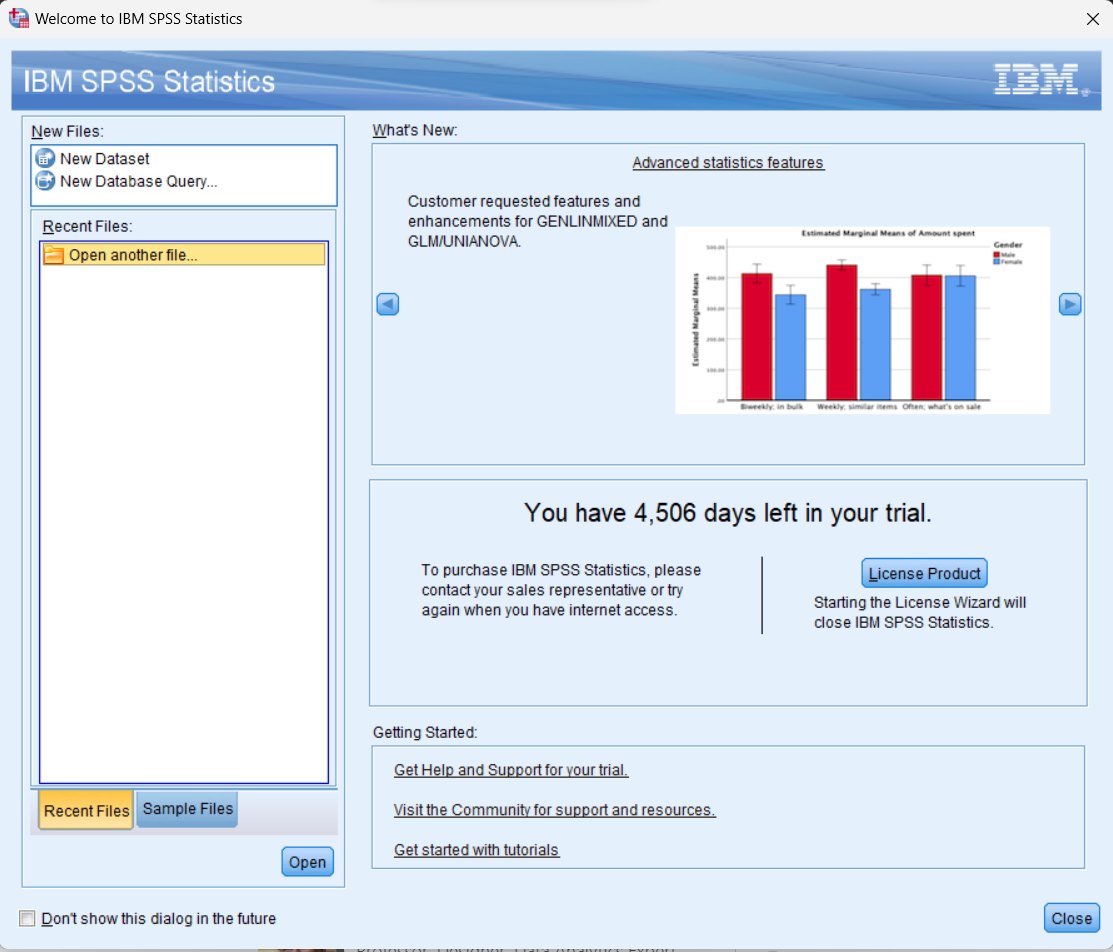 Welcome to IBM SPSS Statistics
IBM SPSS Statistics
IBM
New Files:
New Dataset
New Database Query...
Recent Files:
Open another file...
Recent Files
Sample Files
Open
What's New:
Advanced statistics features
Customer requested features and
enhancements for GENLINMIXED and
GLM/UNIANOVA.
Estimated Marginal Means of Amount spent
Estimated Marginal Means
500.00
400.00
300.00
200.00
100.00
.00
Biweekly; in bulk
Weekly; similar items
Often; what's on sale
Gender
Male
Female
You have 4,506 days left in your trial.
To purchase IBM SPSS Statistics, please
contact your sales representative or try
again when you have internet access.
License Product
Starting the License Wizard will
close IBM SPSS Statistics.
Getting Started:
Get Help and Support for your trial.
Visit the Community for support and resources.
Get started with tutorials
Don't show this dialog in the future
Close